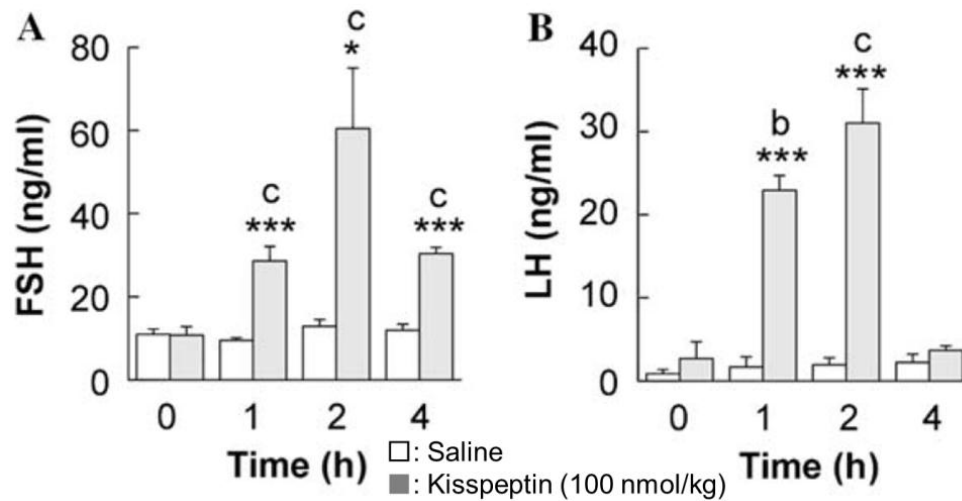 A
FSH (ng/ml)
80
60
40
20
0
c
*
c
***
c
***
0 1 2 4
Time (h)
B
LH (ng/ml)
40
30
20
10
0
c
***
b
***
0 1 2 4
Time (h)
: Saline
: Kisspeptin (100 nmol/kg)